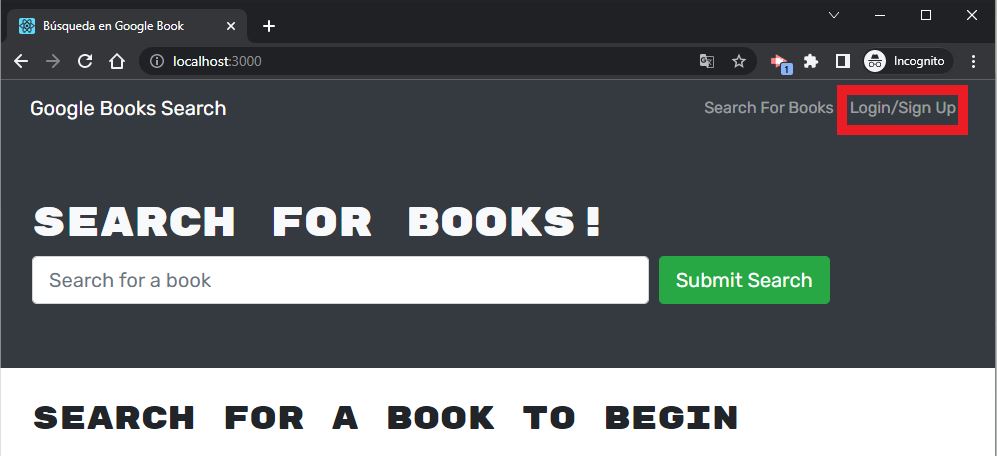 Búsqueda en Google Book
localhost:3000
1
Incognito
Google Books Search
Search For Books
Login/Sign Up
SEARCH FOR BOOKS!
Search for a book
Submit Search
SEARCH FOR A BOOK TO BEGIN